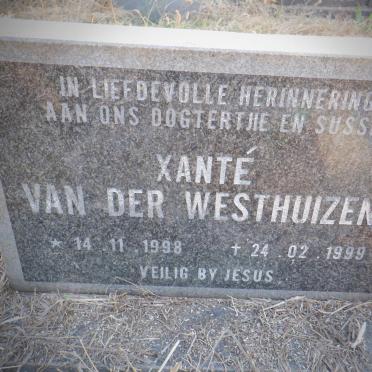 IN LIEFDEVOLLE HERINNERING
AAN ONS DOGTERTJIE EN SUSSIE
XANTÉ
VAN DER WESTHUIZEN
* 14 . 11 . 1998 † 24 . 02 . 1999
VEILIG BY JESUS